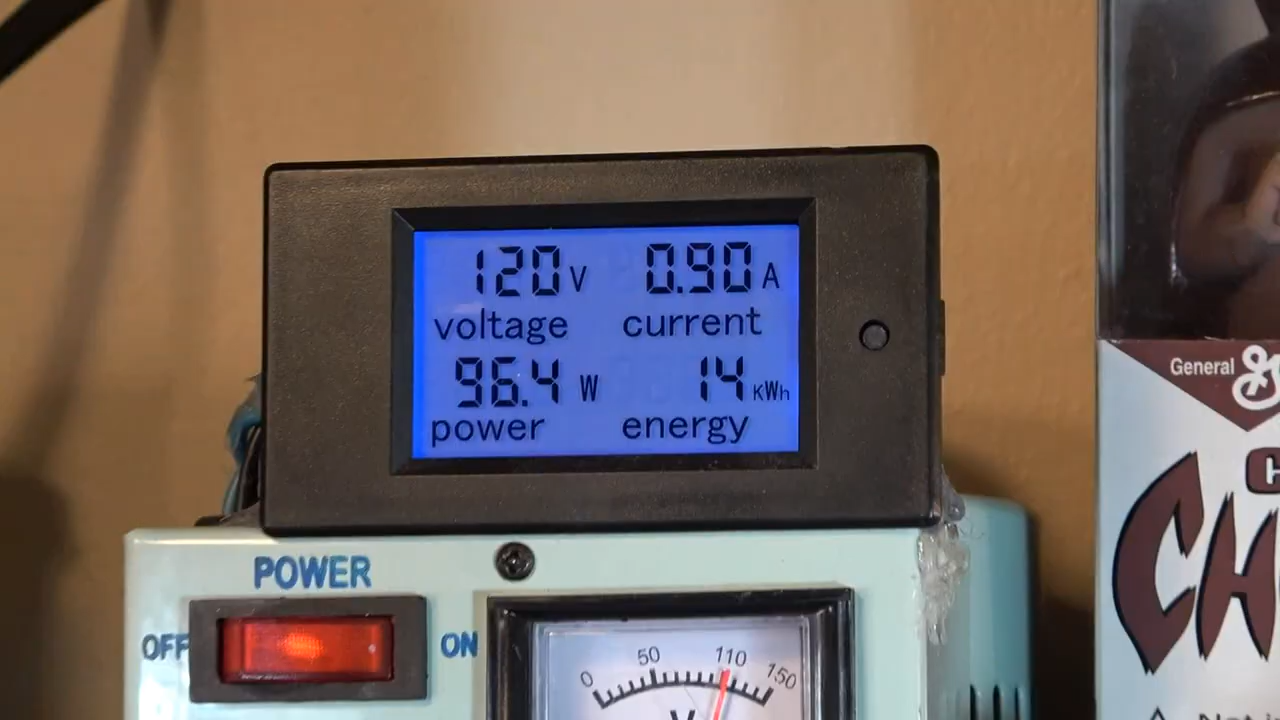 120 V 0.90 A
voltage current
96.4 W 14 KWh
power energy
POWER
OFF ON
0 50 110 150
V
General
CH